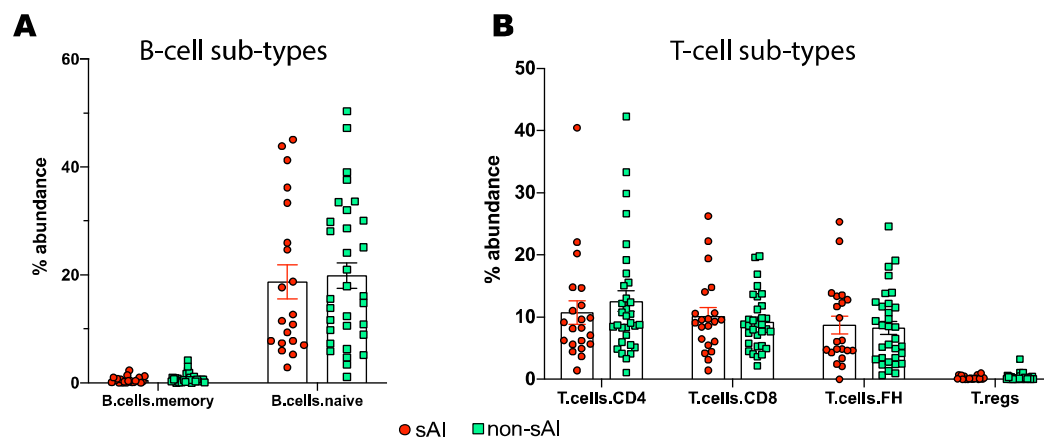 A
B-cell sub-types
% abundance
60
40
20
0
B.cells.memory
B.cells.naive
B
T-cell sub-types
% abundance
50
40
30
20
10
0
T.cells.CD4
T.cells.CD8
T.cells.FH
T.regs
sAI
non-sAI